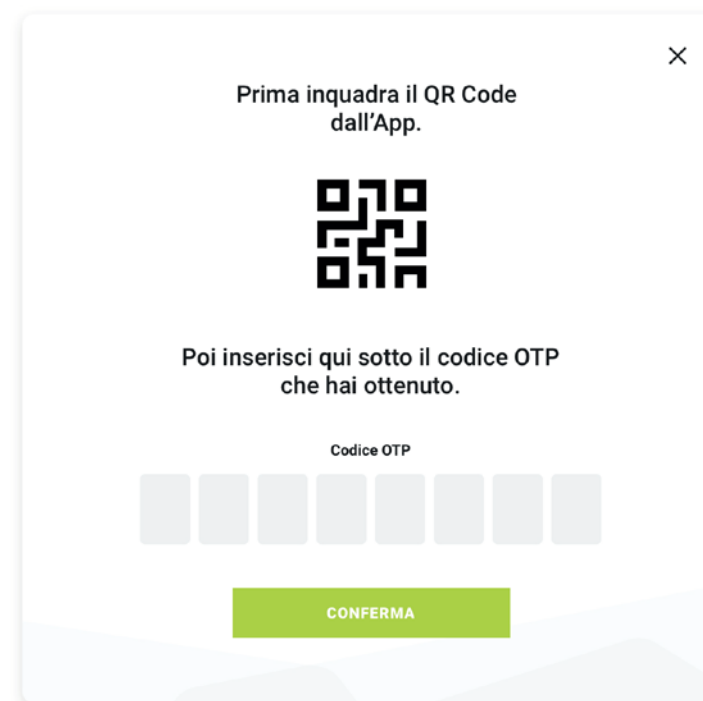 Prima inquadra il QR Code
dall'App.
Poi inserisci qui sotto il codice OTP
che hai ottenuto.
Codice OTP
CONFERMA